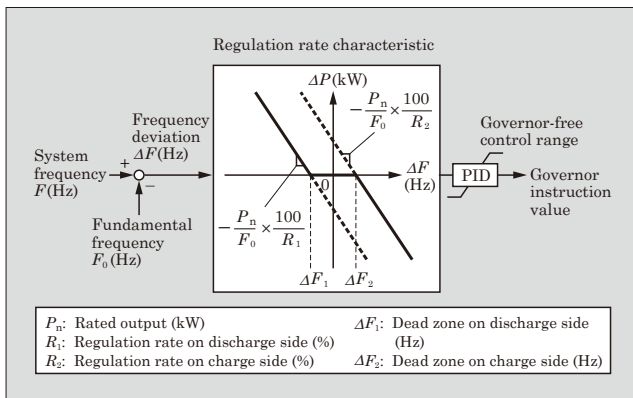 Regulation rate characteristic
ΔP(kW)
−Pn/F0×100/R2
Governor-free
control range
Frequency
deviation
ΔF(Hz)
System
frequency
F(Hz)
+
−
0
ΔF
(Hz)
PID
Governor
instruction
value
Fundamental
frequency
F0(Hz)
−Pn/F0×100/R1
ΔF1
ΔF2
Pn: Rated output (kW)
R1: Regulation rate on discharge side (%)
R2: Regulation rate on charge side (%)
ΔF1: Dead zone on discharge side
(Hz)
ΔF2: Dead zone on charge side (Hz)